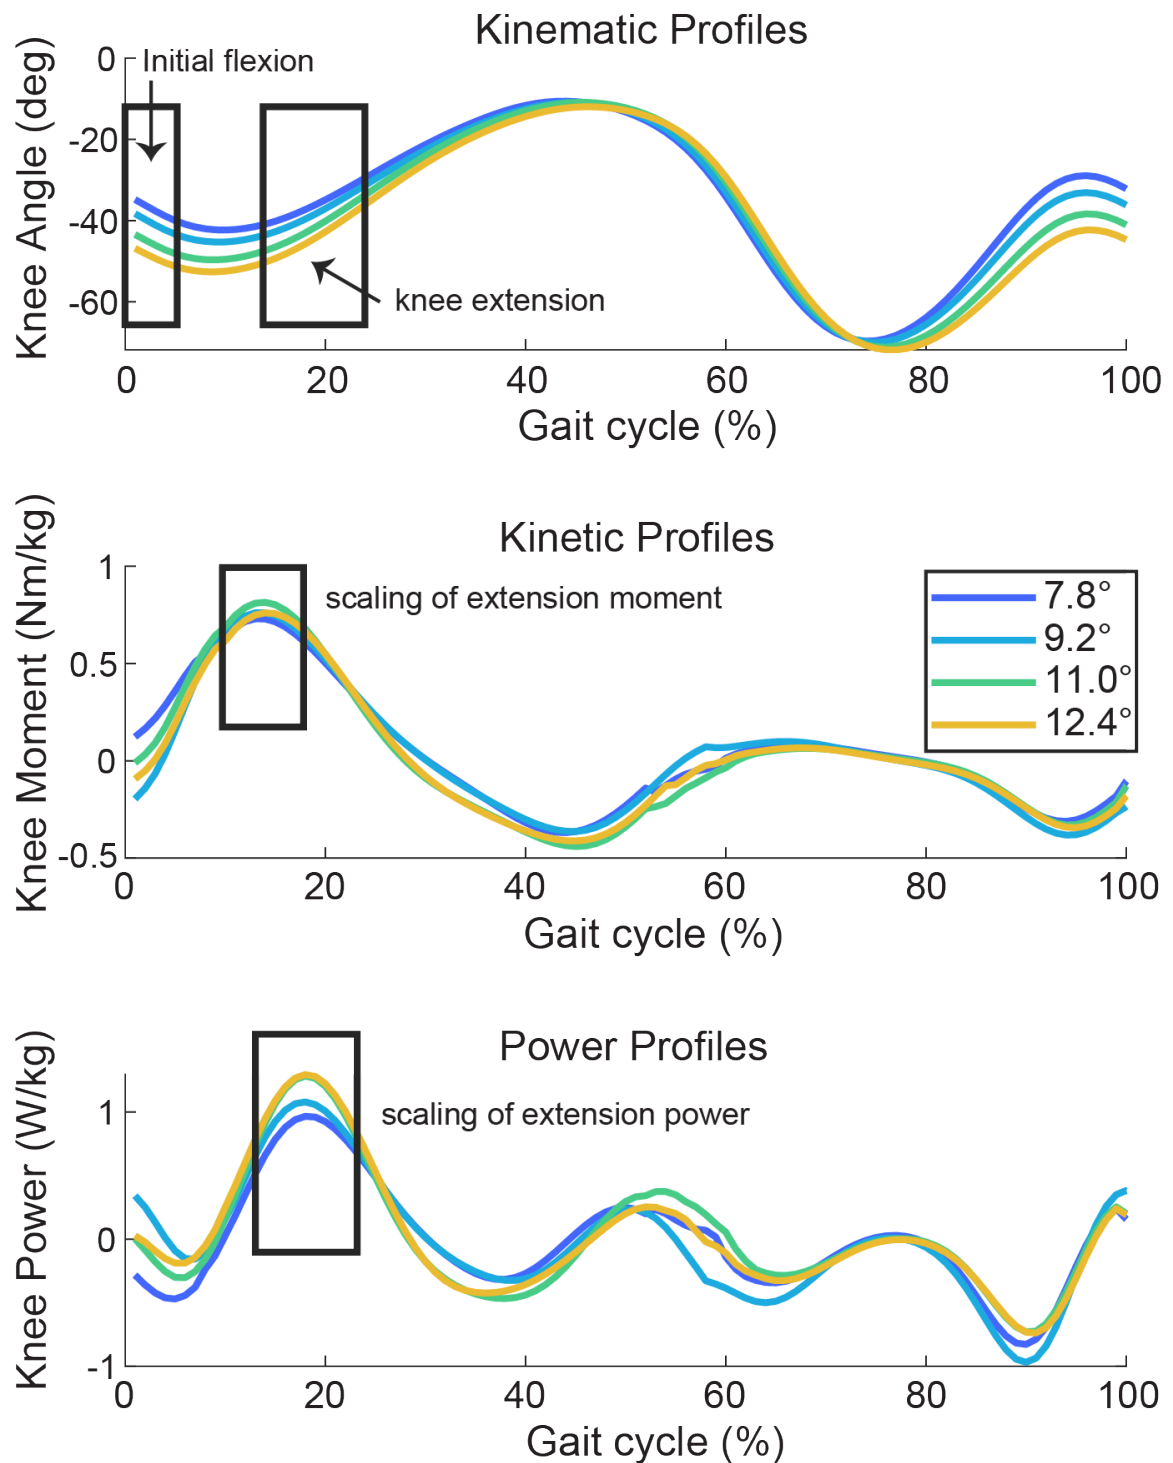 Kinematic Profiles
Knee Angle (deg)
0
-20
-40
-60
Initial flexion
knee extension
0 20 40 60 80 100
Gait cycle (%)
Kinetic Profiles
Knee Moment (Nm/kg)
1
0.5
0
-0.5
scaling of extension moment
7.8°
9.2°
11.0°
12.4°
0 20 40 60 80 100
Gait cycle (%)
Power Profiles
Knee Power (W/kg)
1
0
-1
scaling of extension power
0 20 40 60 80 100
Gait cycle (%)